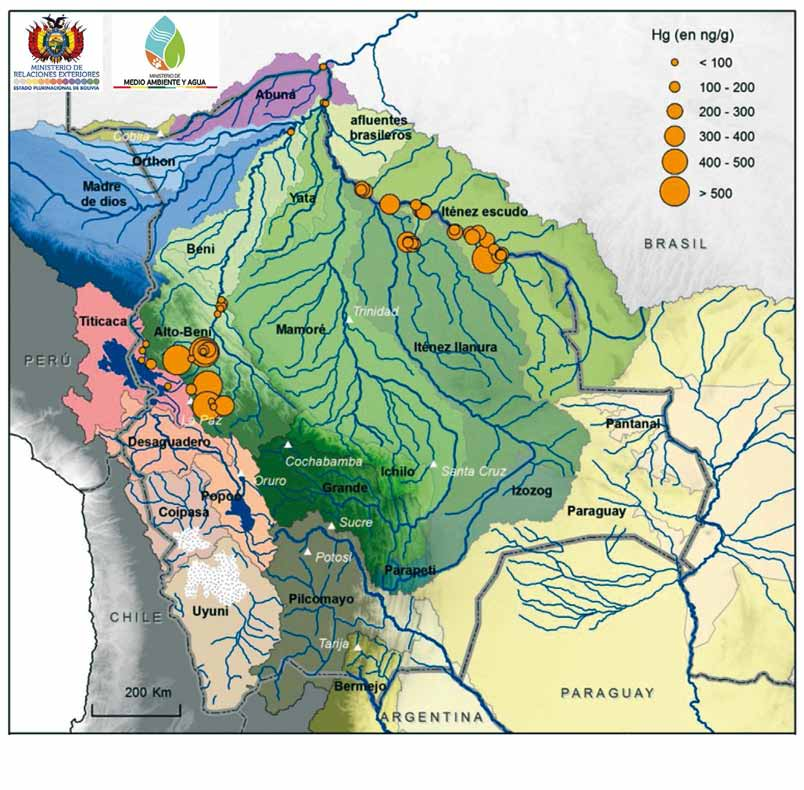 MINISTERIO DE
RELACIONES EXTERIORES
ESTADO PLURINACIONAL DE BOLIVIA
MINISTERIO DE
MEDIO AMBIENTE Y AGUA
Hg (en ng/g)
< 100
100 - 200
200 - 300
300 - 400
400 - 500
> 500
Abuná
Cobija
afluentes
brasileros
Orthon
Madre
de dios
Yata
Iténez escudo
BRASIL
Beni
Titicaca
Alto-Beni
Trinidad
Mamoré
Iténez llanura
PERÚ
La Paz
Desaguadero
Pantanal
Cochabamba
Ichilo
Santa Cruz
Oruro
Grande
Izozog
Poopó
Coipasa
Paraguay
Sucre
Potosí
Parapetí
Uyuni
Pilcomayo
CHILE
Tarija
Bermejo
200 Km
PARAGUAY
ARGENTINA